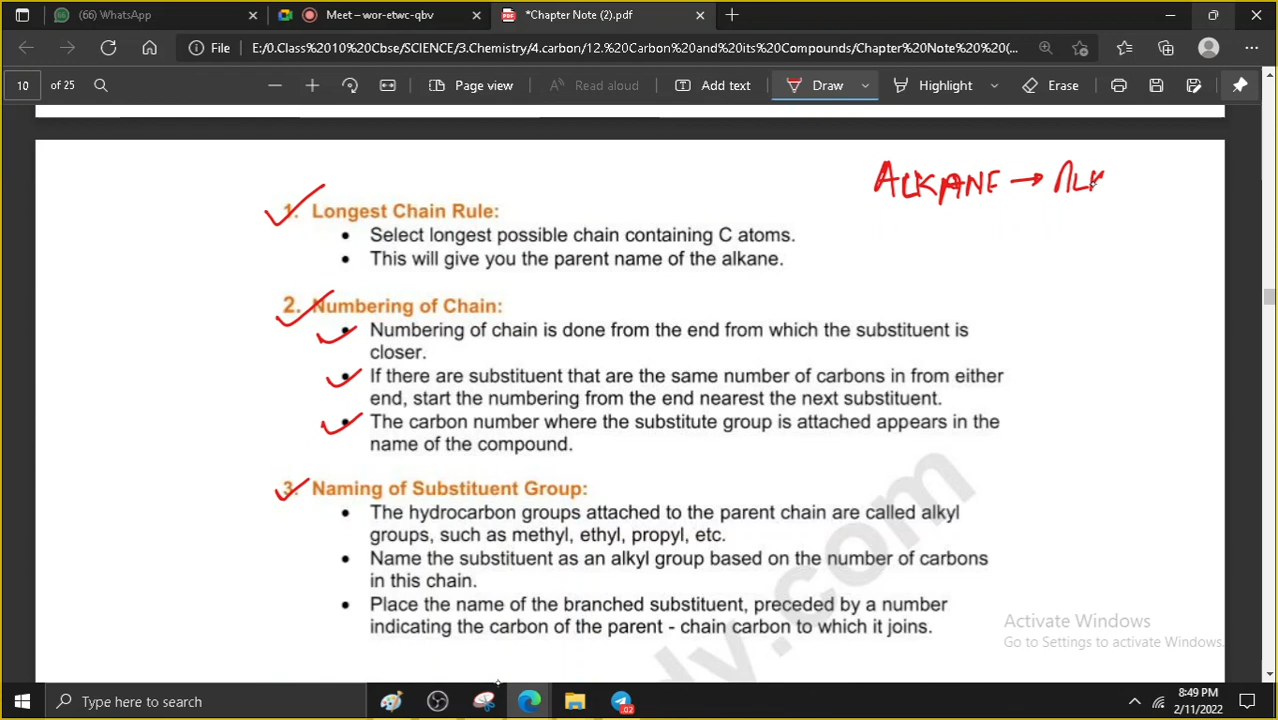 (66) WhatsApp
Meet – wor-etwc-qbv
*Chapter Note (2).pdf
File E:/0.Class%2010%20Cbse/SCIENCE/3.Chemistry/4.carbon/12.%20Carbon%20and%20its%20Compounds/Chapter%20Note%20%20(...
10 of 25
Page view
Read aloud
Add text
Draw
Highlight
Erase
ALKANE → ALK
1. Longest Chain Rule:
• Select longest possible chain containing C atoms.
• This will give you the parent name of the alkane.
2. Numbering of Chain:
• Numbering of chain is done from the end from which the substituent is
closer.
• If there are substituent that are the same number of carbons in from either
end, start the numbering from the end nearest the next substituent.
• The carbon number where the substitute group is attached appears in the
name of the compound.
3. Naming of Substituent Group:
• The hydrocarbon groups attached to the parent chain are called alkyl
groups, such as methyl, ethyl, propyl, etc.
• Name the substituent as an alkyl group based on the number of carbons
in this chain.
• Place the name of the branched substituent, preceded by a number
indicating the carbon of the parent - chain carbon to which it joins.
dy.com
Activate Windows
Go to Settings to activate Windows.
Type here to search
8:49 PM
2/11/2022